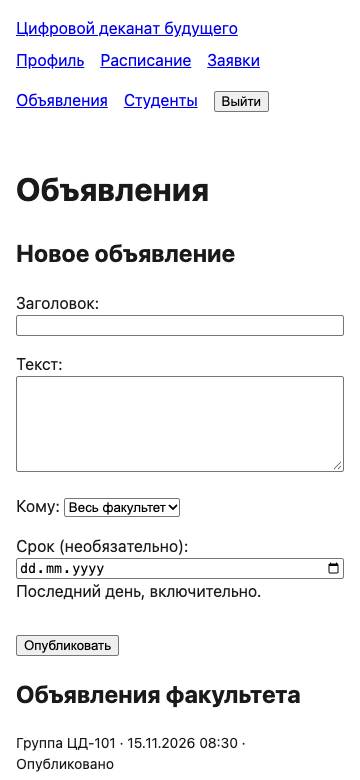 Цифровой деканат будущего
Профиль Расписание Заявки
Объявления Студенты Выйти
Объявления
Новое объявление
Заголовок:
Текст:
Кому: Весь факультет
Срок (необязательно):
dd.mm.yyyy
Последний день, включительно.
Опубликовать
Объявления факультета
Группа ЦД-101 · 15.11.2026 08:30 ·
Опубликовано